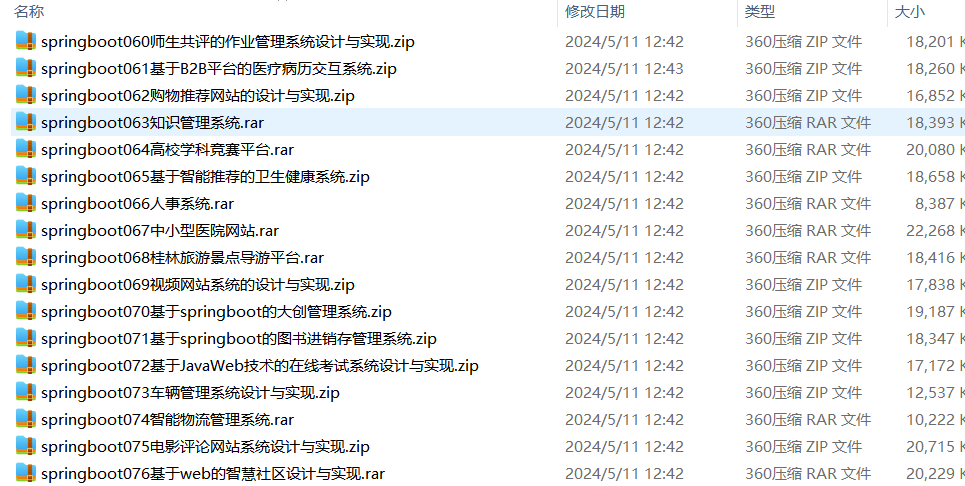 名称 修改日期 类型 大小
springboot060师生共评的作业管理系统设计与实现.zip 2024/5/11 12:42 360压缩 ZIP 文件 18,201 K
springboot061基于B2B平台的医疗病历交互系统.zip 2024/5/11 12:43 360压缩 ZIP 文件 18,260 K
springboot062购物推荐网站的设计与实现.zip 2024/5/11 12:42 360压缩 ZIP 文件 16,852 K
springboot063知识管理系统.rar 2024/5/11 12:42 360压缩 RAR 文件 18,393 K
springboot064高校学科竞赛平台.rar 2024/5/11 12:42 360压缩 RAR 文件 20,080 K
springboot065基于智能推荐的卫生健康系统.zip 2024/5/11 12:42 360压缩 ZIP 文件 18,658 K
springboot066人事系统.rar 2024/5/11 12:42 360压缩 RAR 文件 8,387 K
springboot067中小型医院网站.rar 2024/5/11 12:42 360压缩 RAR 文件 22,268 K
springboot068桂林旅游景点导游平台.rar 2024/5/11 12:42 360压缩 RAR 文件 18,416 K
springboot069视频网站系统的设计与实现.zip 2024/5/11 12:42 360压缩 ZIP 文件 17,838 K
springboot070基于springboot的大创管理系统.zip 2024/5/11 12:42 360压缩 ZIP 文件 19,187 K
springboot071基于springboot的图书进销存管理系统.zip 2024/5/11 12:42 360压缩 ZIP 文件 18,347 K
springboot072基于JavaWeb技术的在线考试系统设计与实现.zip 2024/5/11 12:42 360压缩 ZIP 文件 17,172 K
springboot073车辆管理系统设计与实现.zip 2024/5/11 12:42 360压缩 ZIP 文件 12,537 K
springboot074智能物流管理系统.rar 2024/5/11 12:42 360压缩 RAR 文件 10,222 K
springboot075电影评论网站系统设计与实现.zip 2024/5/11 12:42 360压缩 ZIP 文件 20,715 K
springboot076基于web的智慧社区设计与实现.rar 2024/5/11 12:42 360压缩 RAR 文件 20,229 K